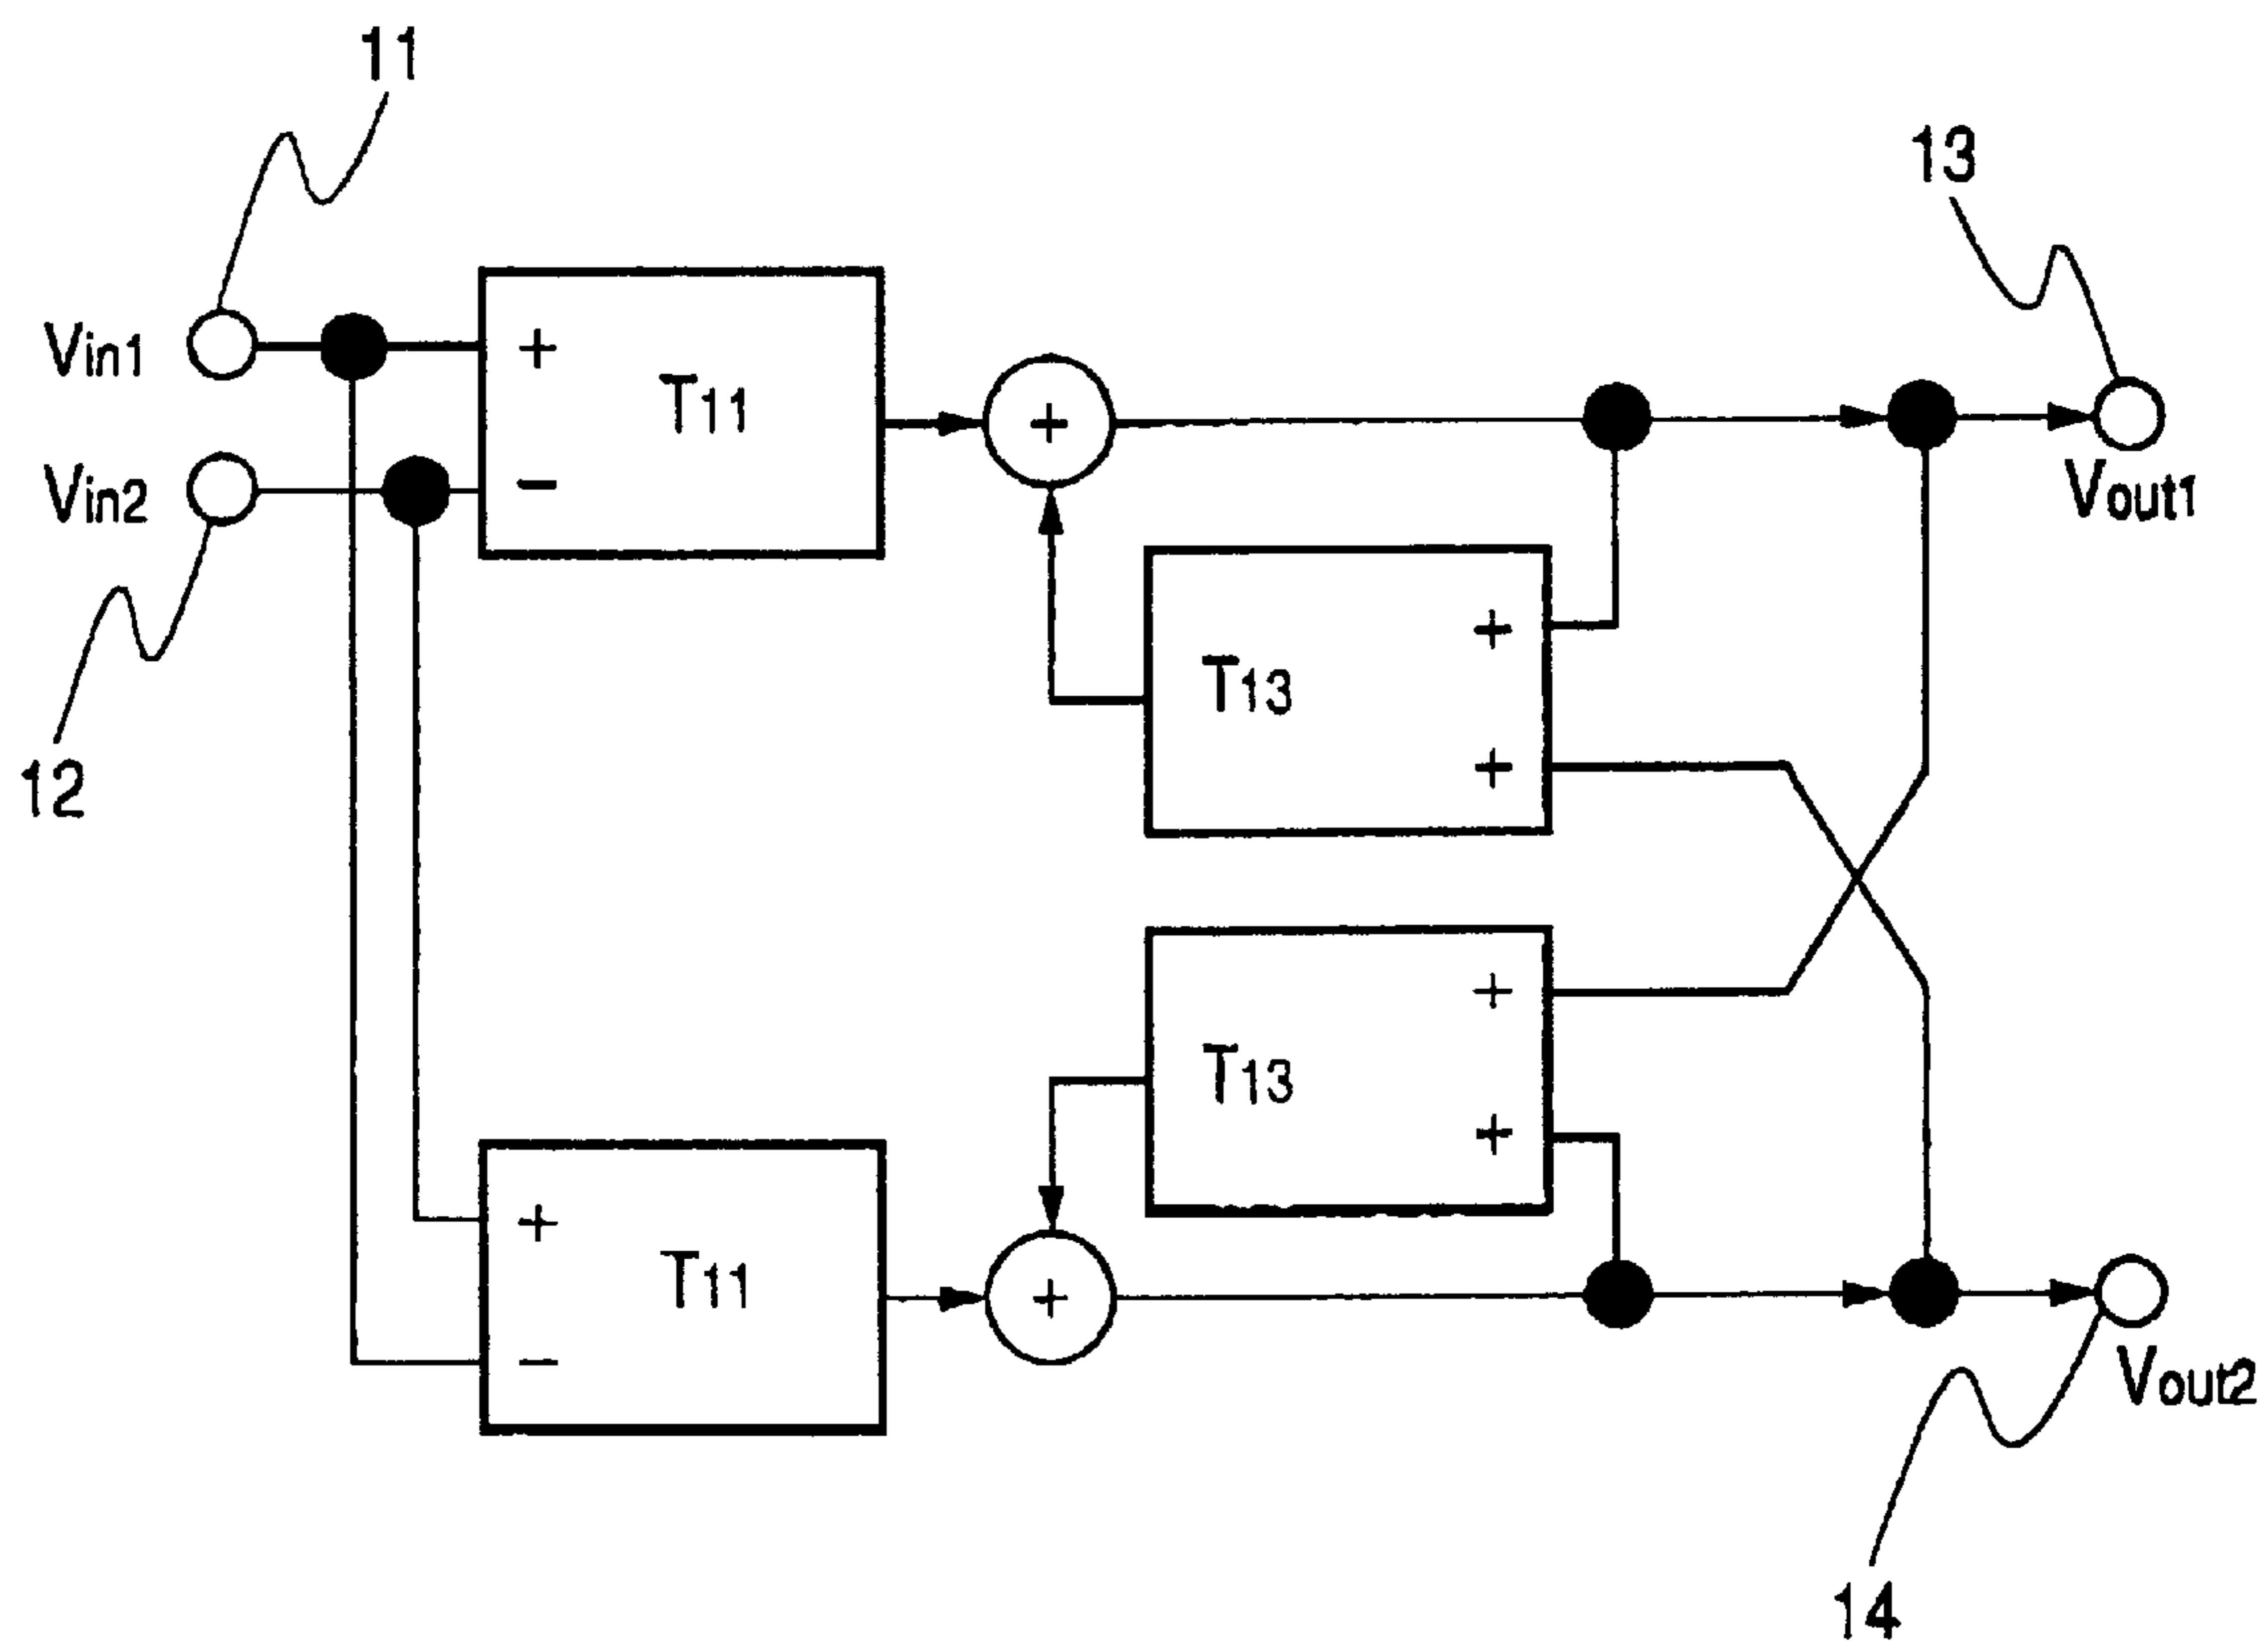 11
13
Vin1
+
T11
Vin2
−
+
Vout1
+
T13
+
12
+
T13
+
+
T11
+
−
Vout2
14